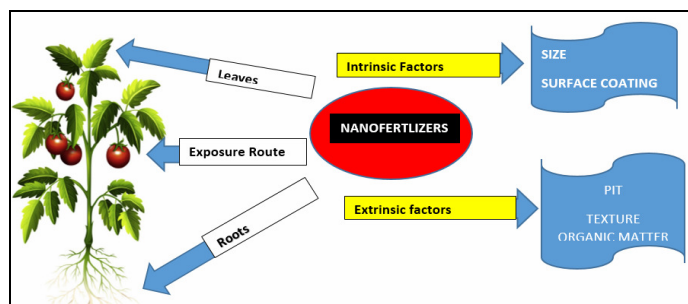 Leaves
Exposure Route
Roots
Intrinsic Factors
NANOFERTLIZERS
Extrinsic factors
SIZE
SURFACE COATING
PIT
TEXTURE
ORGANIC MATTER